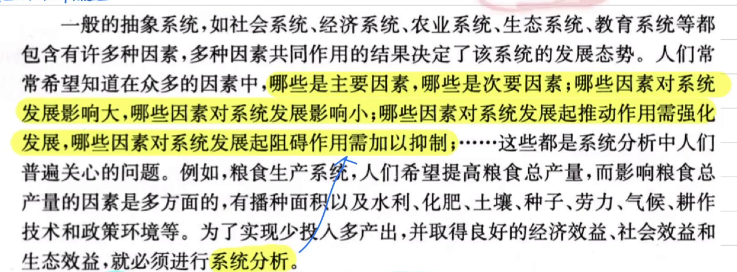 一般的抽象系统,如社会系统、经济系统、农业系统、生态系统、教育系统等都
包含有许多种因素,多种因素共同作用的结果决定了该系统的发展态势。人们常
常希望知道在众多的因素中,哪些是主要因素,哪些是次要因素;哪些因素对系统
发展影响大,哪些因素对系统发展影响小;哪些因素对系统发展起推动作用需强化
发展,哪些因素对系统发展起阻碍作用需加以抑制;……这些都是系统分析中人们
普遍关心的问题。例如,粮食生产系统,人们希望提高粮食总产量,而影响粮食总
产量的因素是多方面的,有播种面积以及水利、化肥、土壤、种子、劳力、气候、耕作
技术和政策环境等。为了实现少投入多产出,并取得良好的经济效益、社会效益和
生态效益,就必须进行系统分析。